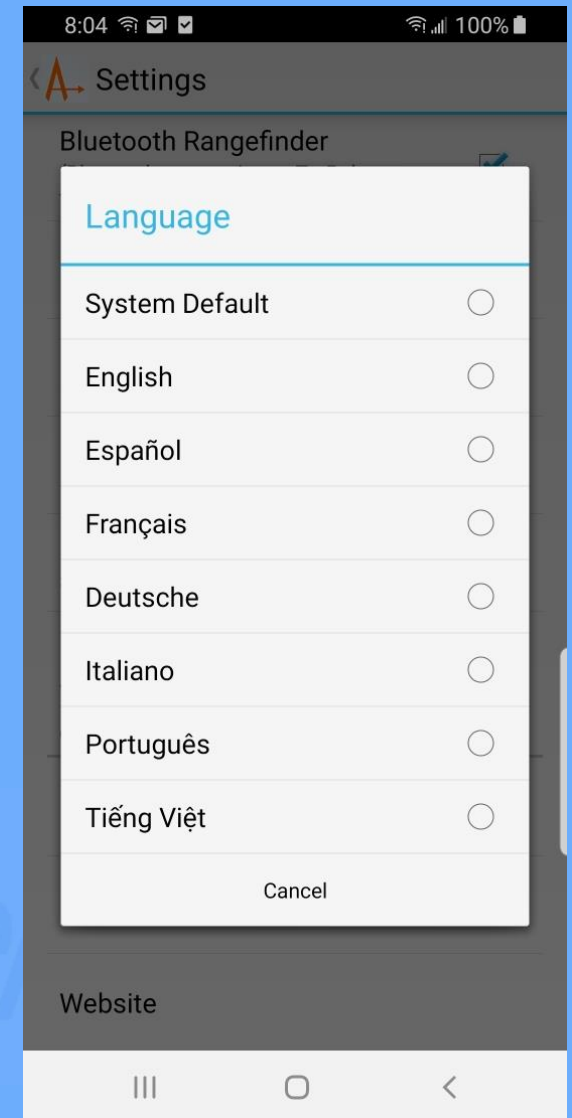 8:04 100%
Settings
Bluetooth Rangefinder
Language
System Default
English
Español
Français
Deutsche
Italiano
Português
Tiếng Việt
Cancel
Website